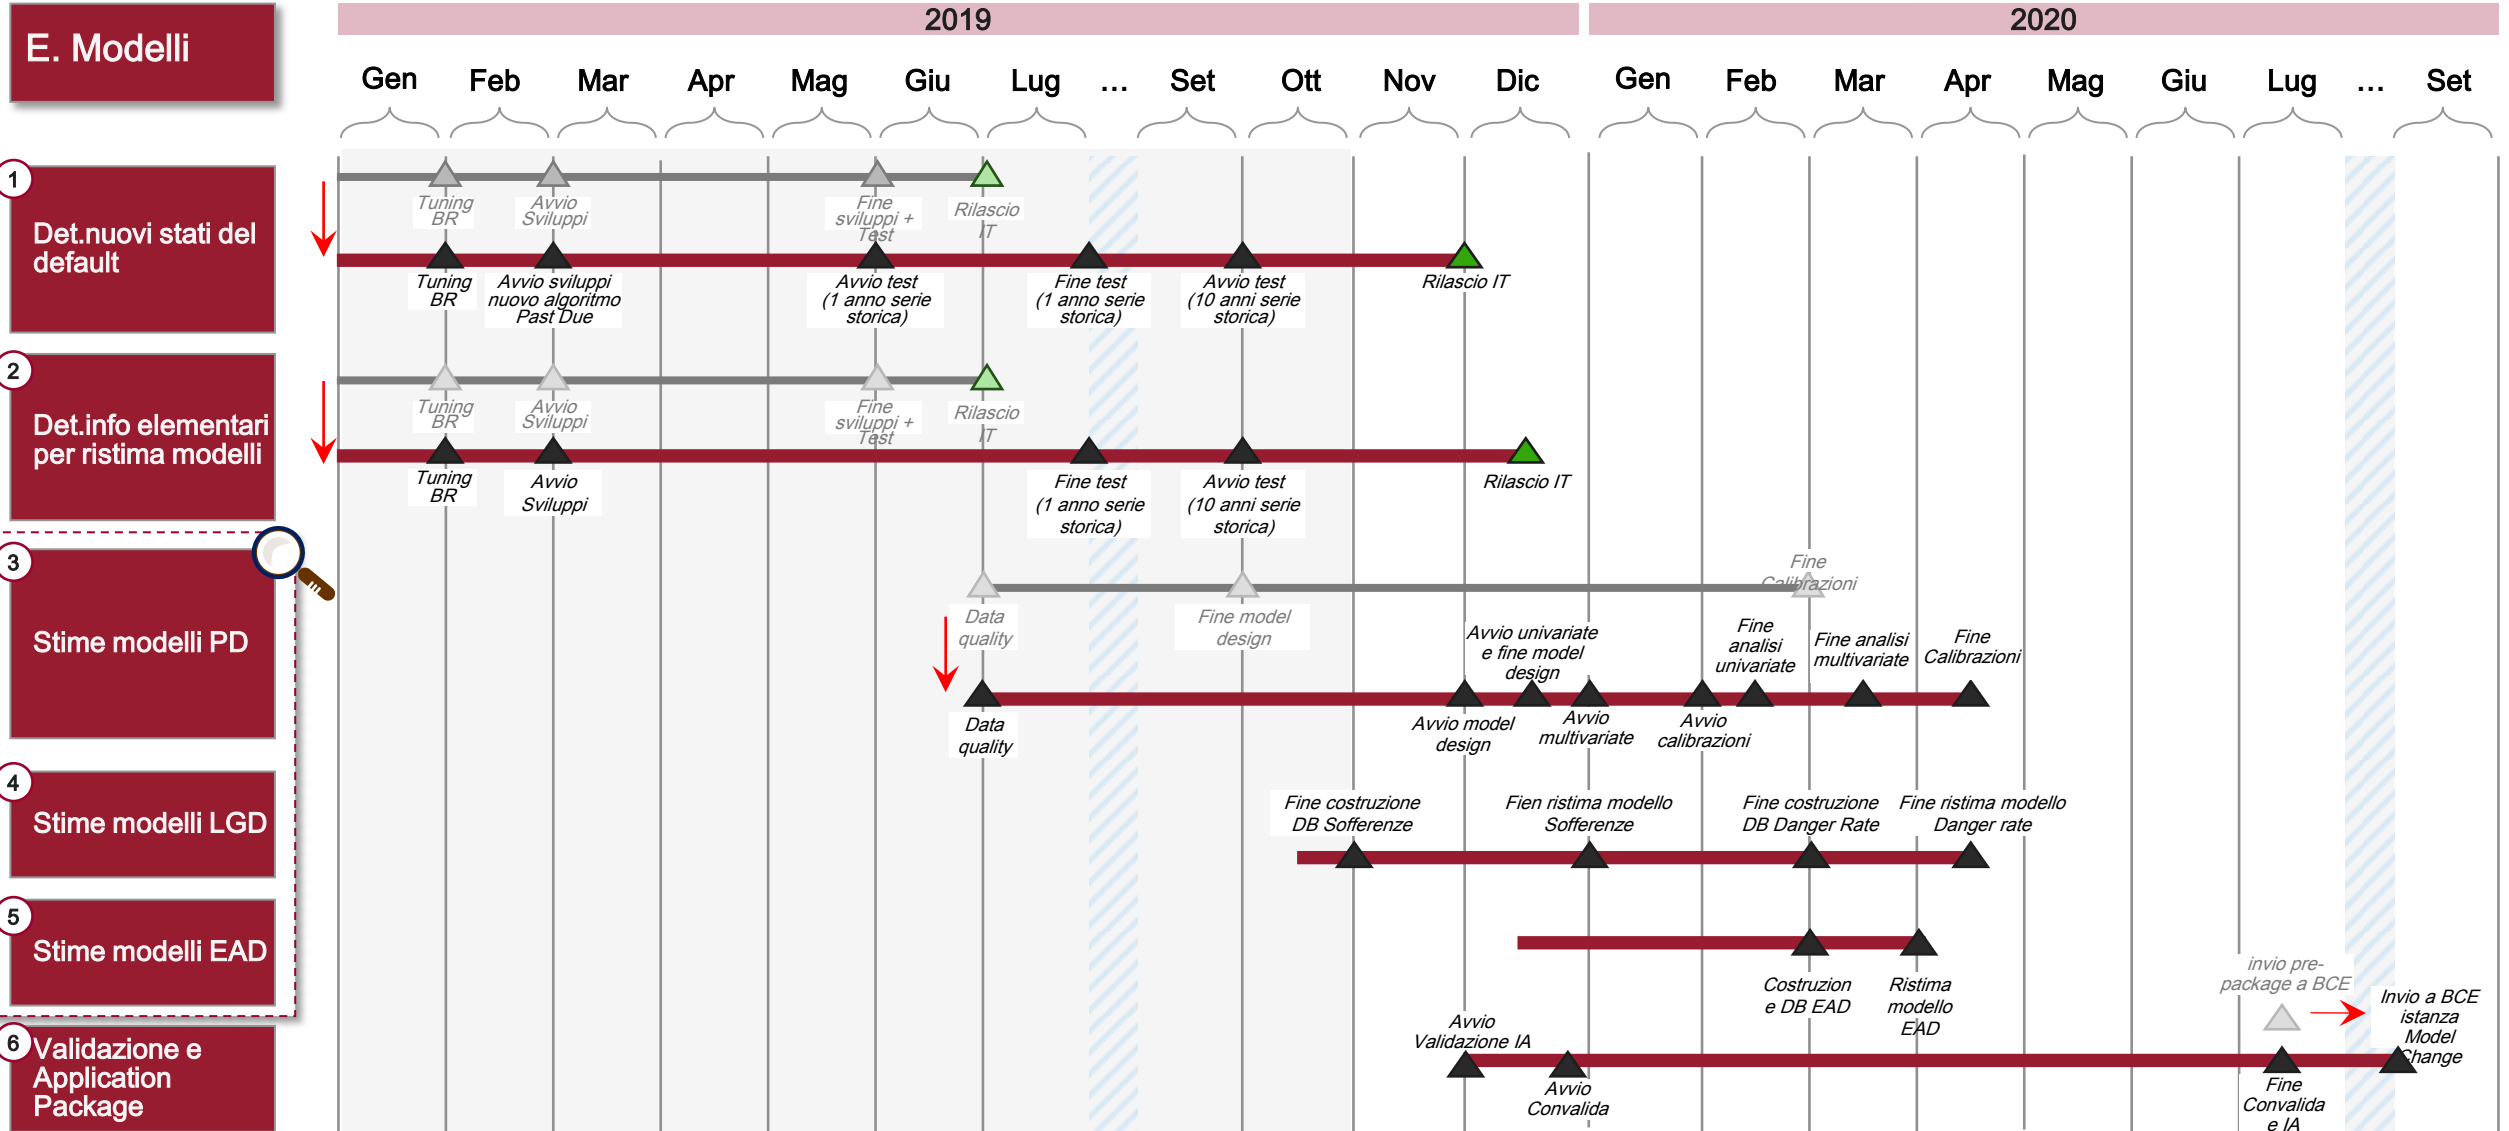 E. Modelli
2019
2020
Gen Feb Mar Apr Mag Giu Lug ... Set Ott Nov Dic Gen Feb Mar Apr Mag Giu Lug ... Set
1
Det.nuovi stati del
default
Tuning
BR
Avvio
Sviluppi
Fine
sviluppi +
Test
Rilascio
IT
Tuning
BR
Avvio sviluppi
nuovo algoritmo
Past Due
Avvio test
(1 anno serie
storica)
Fine test
(1 anno serie
storica)
Avvio test
(10 anni serie
storica)
Rilascio IT
2
Det.info elementari
per ristima modelli
Tuning
BR
Avvio
Sviluppi
Fine
sviluppi +
Test
Rilascio
IT
Tuning
BR
Avvio
Sviluppi
Fine test
(1 anno serie
storica)
Avvio test
(10 anni serie
storica)
Rilascio IT
3
Stime modelli PD
Data
quality
Fine model
design
Fine
Calibrazioni
Data
quality
Avvio model
design
Avvio univariate
e fine model
design
Avvio
multivariate
Avvio
calibrazioni
Fine
analisi
univariate
Fine analisi
multivariate
Fine
Calibrazioni
4
Stime modelli LGD
Fine costruzione
DB Sofferenze
Fien ristima modello
Sofferenze
Fine costruzione
DB Danger Rate
Fine ristima modello
Danger rate
5
Stime modelli EAD
Costruzion
e DB EAD
Ristima
modello
EAD
6
Validazione e
Application
Package
Avvio
Validazione IA
Avvio
Convalida
invio pre-
package a BCE
Fine
Convalida
e IA
Invio a BCE
istanza
Model
Change